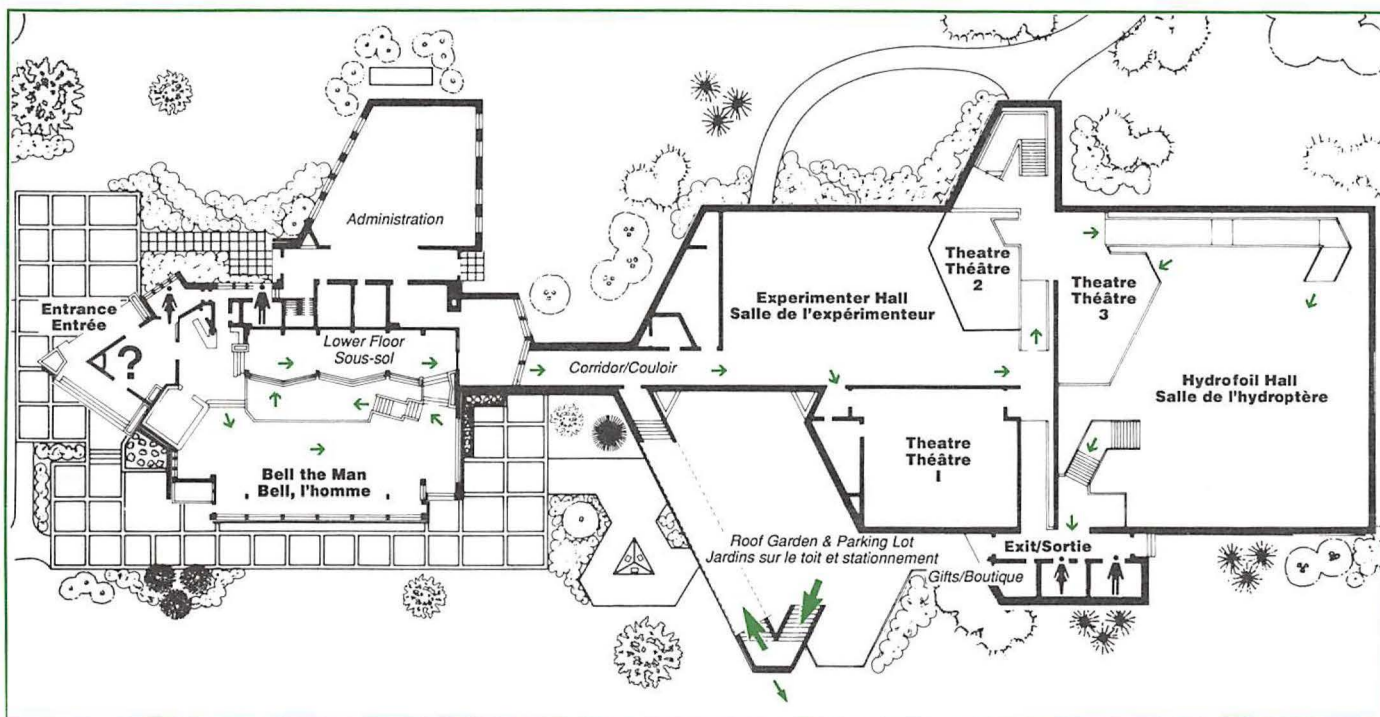 Administration
Entrance
Entrée
?
Lower Floor
Sous-sol
Bell the Man
Bell, l'homme
Corridor/Couloir
Experimenter Hall
Salle de l'expérimenteur
Theatre
Théâtre
2
Theatre
Théâtre
3
Hydrofoil Hall
Salle de l'hydroptère
Theatre
Théâtre
I
Roof Garden & Parking Lot
Jardins sur le toit et stationnement
Exit/Sortie
Gifts/Boutique